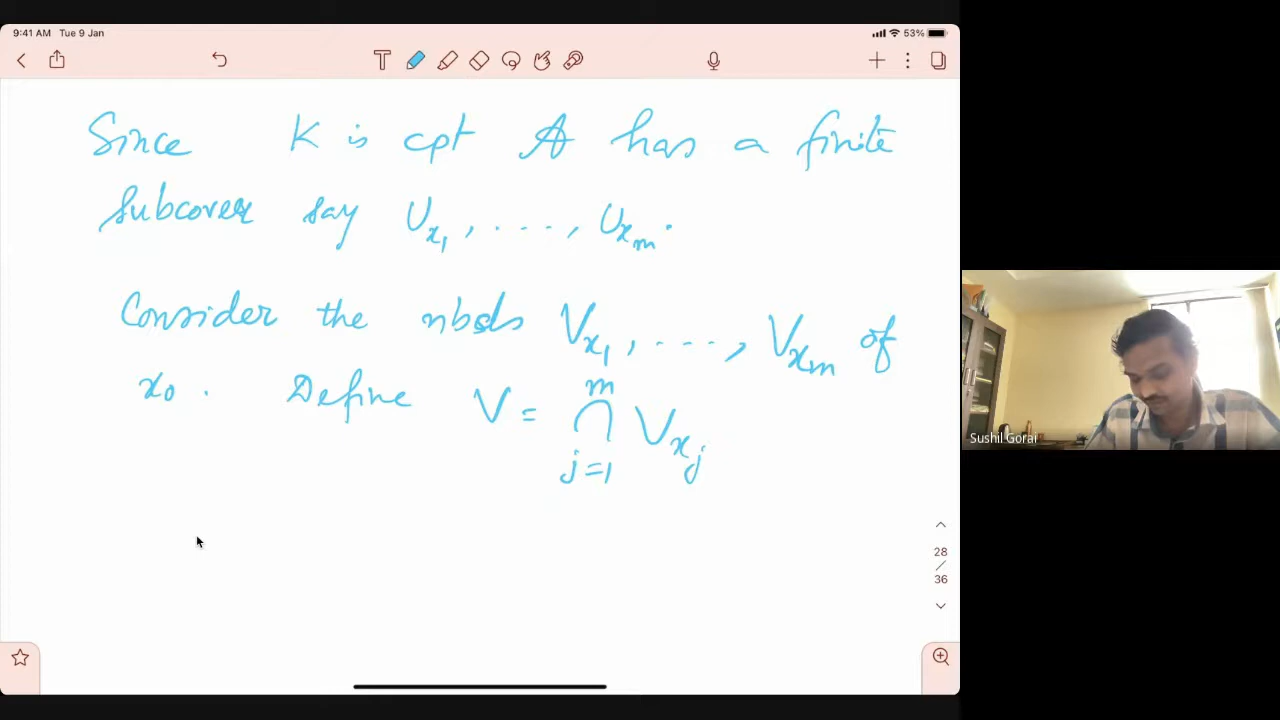 9:41 AM Tue 9 Jan
53%
Since K is cpt 𝒜 has a finite
subcover say U_{x_1}, ...., U_{x_m}.
Consider the nbds V_{x_1}, ...., V_{x_m} of
x_0. Define V = ⋂_{j=1}^{m} V_{x_j}
28
/
36
Sushil Gorai